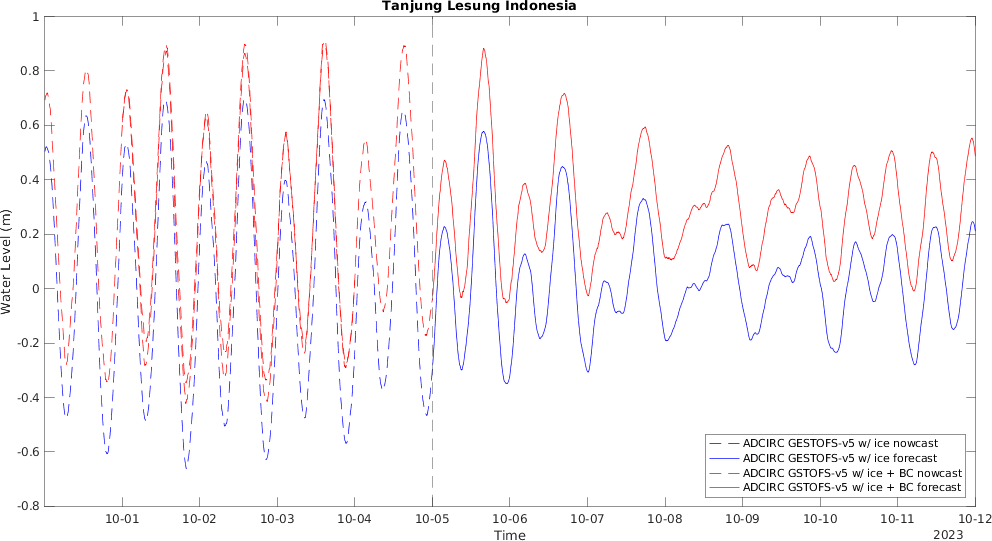 Tanjung Lesung Indonesia
1
0.8
0.6
0.4
0.2
0
-0.2
-0.4
-0.6
-0.8
Water Level (m)
ADCIRC GESTOFS-v5 w/ ice nowcast
ADCIRC GESTOFS-v5 w/ ice forecast
ADCIRC GSTOFS-v5 w/ ice + BC nowcast
ADCIRC GSTOFS-v5 w/ ice + BC forecast
10-01 10-02 10-03 10-04 10-05 10-06 10-07 10-08 10-09 10-10 10-11 10-12
Time
2023